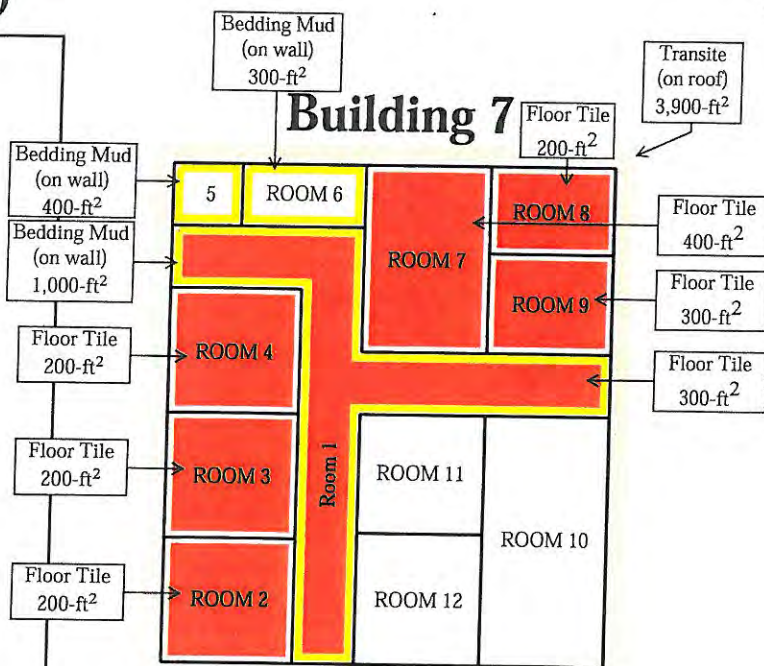 )
Bedding Mud
(on wall)
300-ft²
Transite
(on roof)
3,900-ft²
Building 7
Floor Tile
200-ft²
Bedding Mud
(on wall)
400-ft²
5
ROOM 6
ROOM 8
Floor Tile
400-ft²
Bedding Mud
(on wall)
1,000-ft²
ROOM 7
Floor Tile
300-ft²
ROOM 9
Floor Tile
200-ft²
ROOM 4
Floor Tile
300-ft²
Floor Tile
200-ft²
ROOM 3
Room 1
ROOM 11
ROOM 10
Floor Tile
200-ft²
ROOM 2
ROOM 12